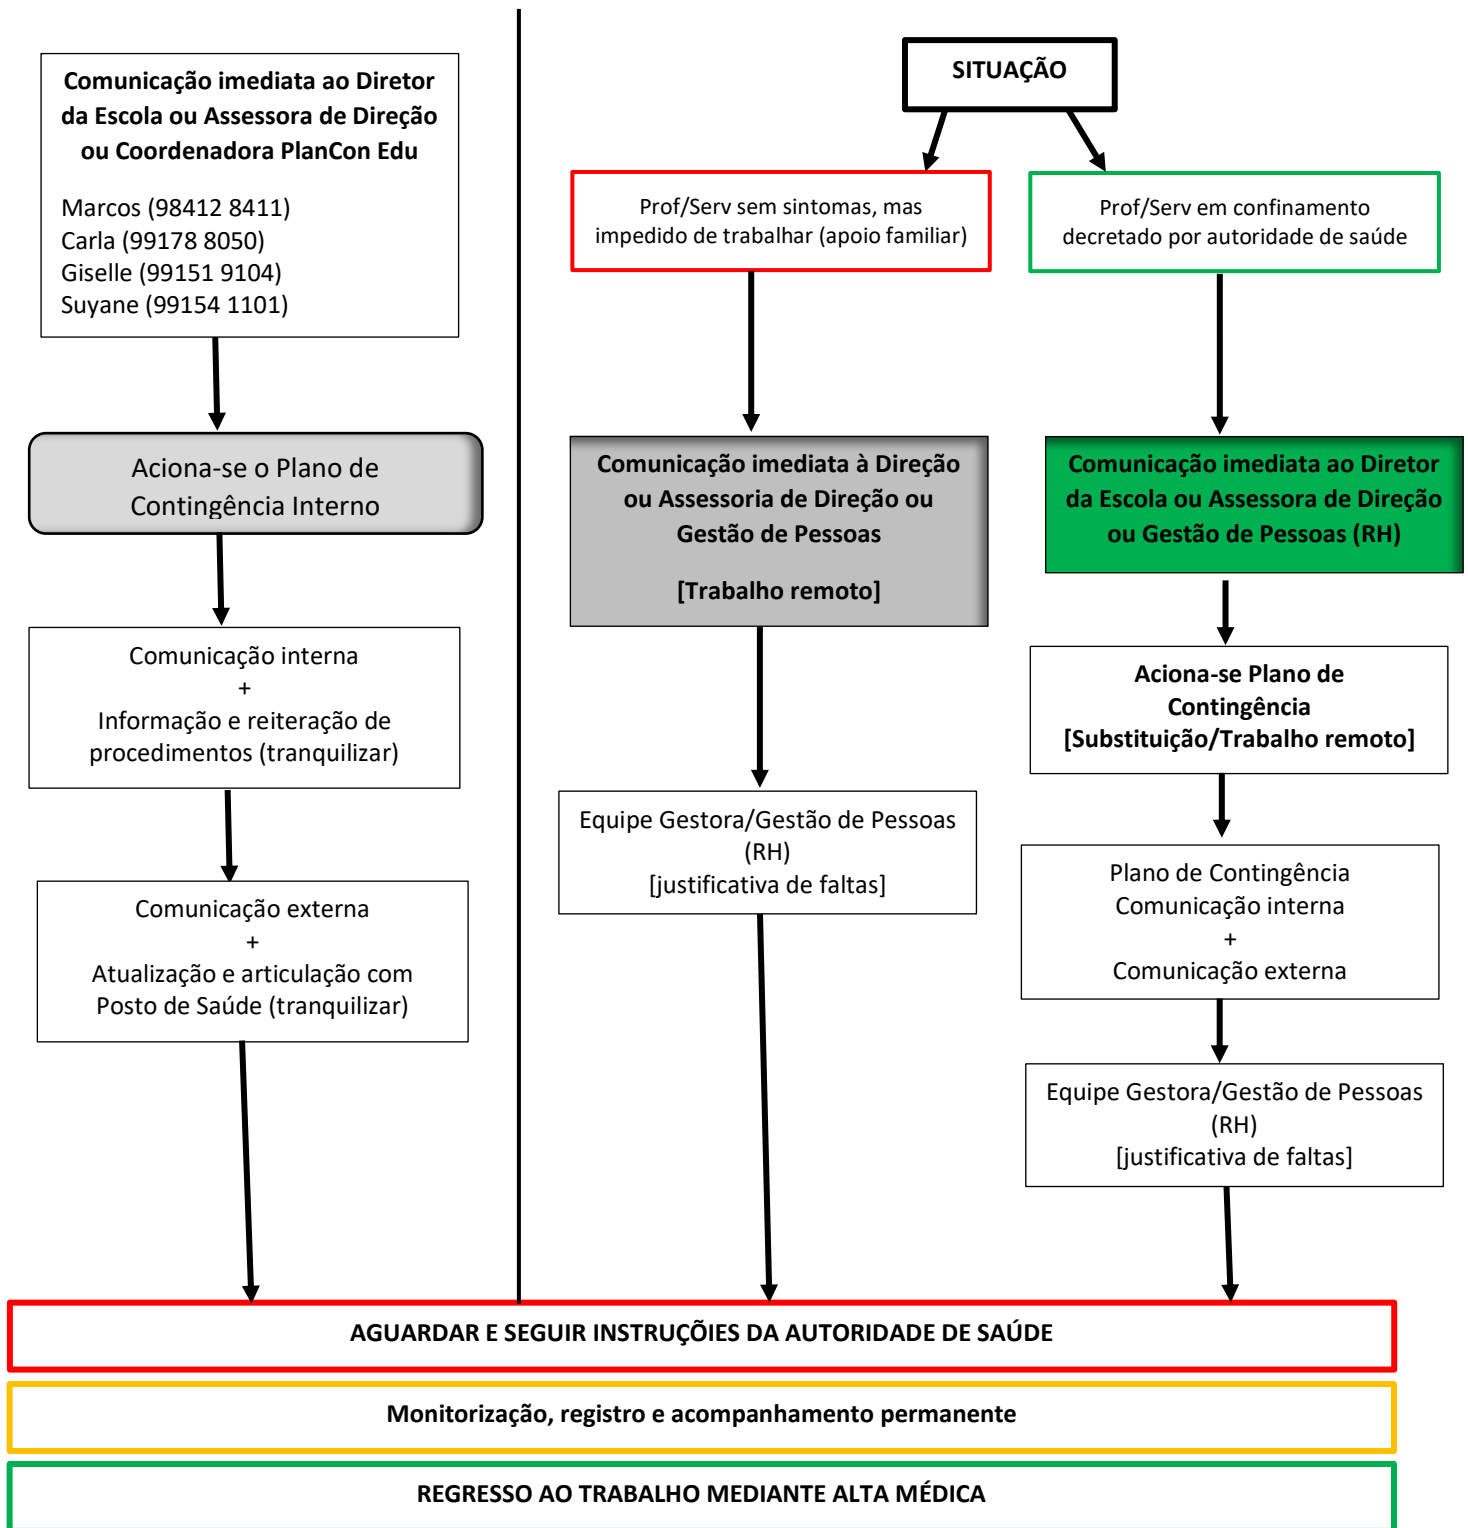 Comunicação imediata ao Diretor
da Escola ou Assessora de Direção
ou Coordenadora PlanCon Edu
Marcos (98412 8411)
Carla (99178 8050)
Giselle (99151 9104)
Suyane (99154 1101)
Aciona-se o Plano de
Contingência Interno
Comunicação interna
+
Informação e reiteração de
procedimentos (tranquilizar)
Comunicação externa
+
Atualização e articulação com
Posto de Saúde (tranquilizar)
SITUAÇÃO
Prof/Serv sem sintomas, mas
impedido de trabalhar (apoio familiar)
Comunicação imediata à Direção
ou Assessoria de Direção ou
Gestão de Pessoas
[Trabalho remoto]
Equipe Gestora/Gestão de Pessoas
(RH)
[justificativa de faltas]
Prof/Serv em confinamento
decretado por autoridade de saúde
Comunicação imediata ao Diretor
da Escola ou Assessora de Direção
ou Gestão de Pessoas (RH)
Aciona-se Plano de
Contingência
[Substituição/Trabalho remoto]
Plano de Contingência
Comunicação interna
+
Comunicação externa
Equipe Gestora/Gestão de Pessoas
(RH)
[justificativa de faltas]
AGUARDAR E SEGUIR INSTRUÇÕIES DA AUTORIDADE DE SAÚDE
Monitorização, registro e acompanhamento permanente
REGRESSO AO TRABALHO MEDIANTE ALTA MÉDICA